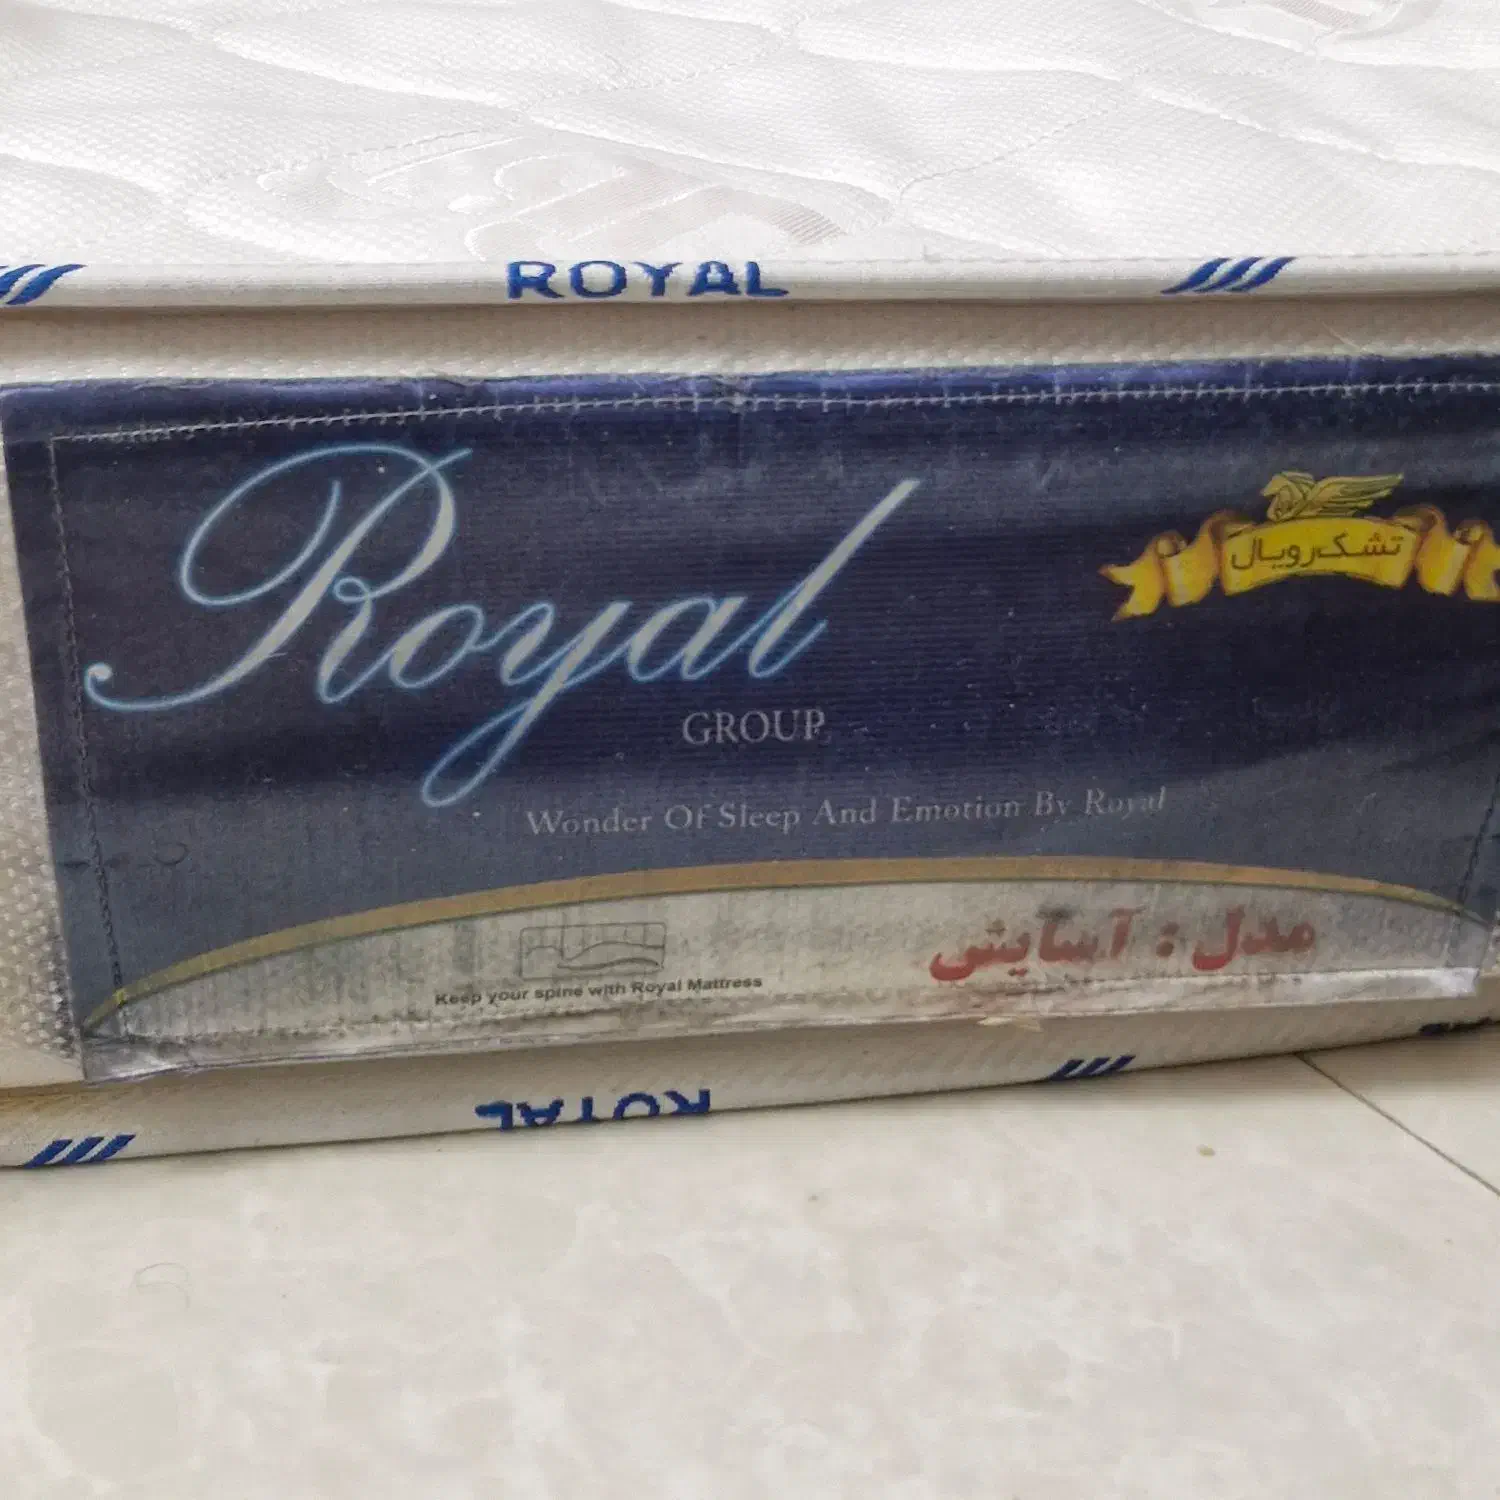 ROYAL
Royal
تشک رویال
GROUP
Wonder Of Sleep And Emotion By Royal
مدل : آسایش
Keep your spine with Royal Mattress
ROYAL